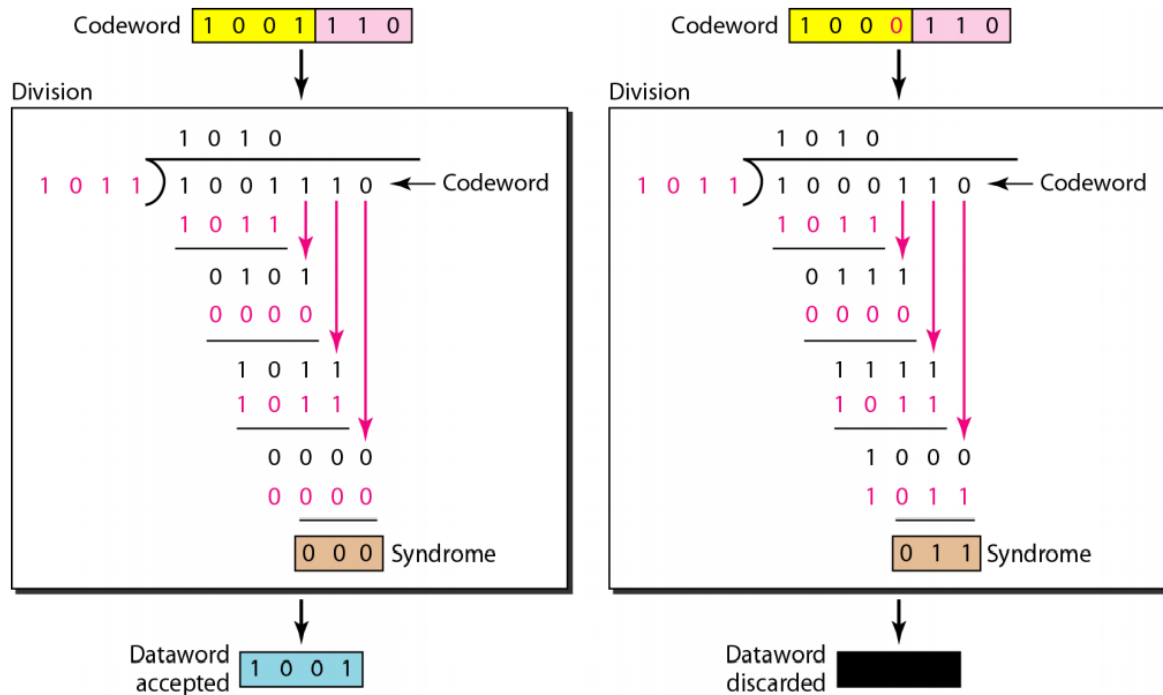 Codeword 1 0 0 1 1 1 0
Division
1 0 1 0
1 0 1 1 1 0 0 1 1 1 0 Codeword
1 0 1 1
0 1 0 1
0 0 0 0
1 0 1 1
1 0 1 1
0 0 0 0
0 0 0 0
0 0 0 Syndrome
Dataword
accepted
1 0 0 1
Codeword 1 0 0 0 1 1 0
Division
1 0 1 0
1 0 1 1 1 0 0 0 1 1 0 Codeword
1 0 1 1
0 1 1 1
0 0 0 0
1 1 1 1
1 0 1 1
1 0 0 0
1 0 1 1
0 1 1 Syndrome
Dataword
discarded